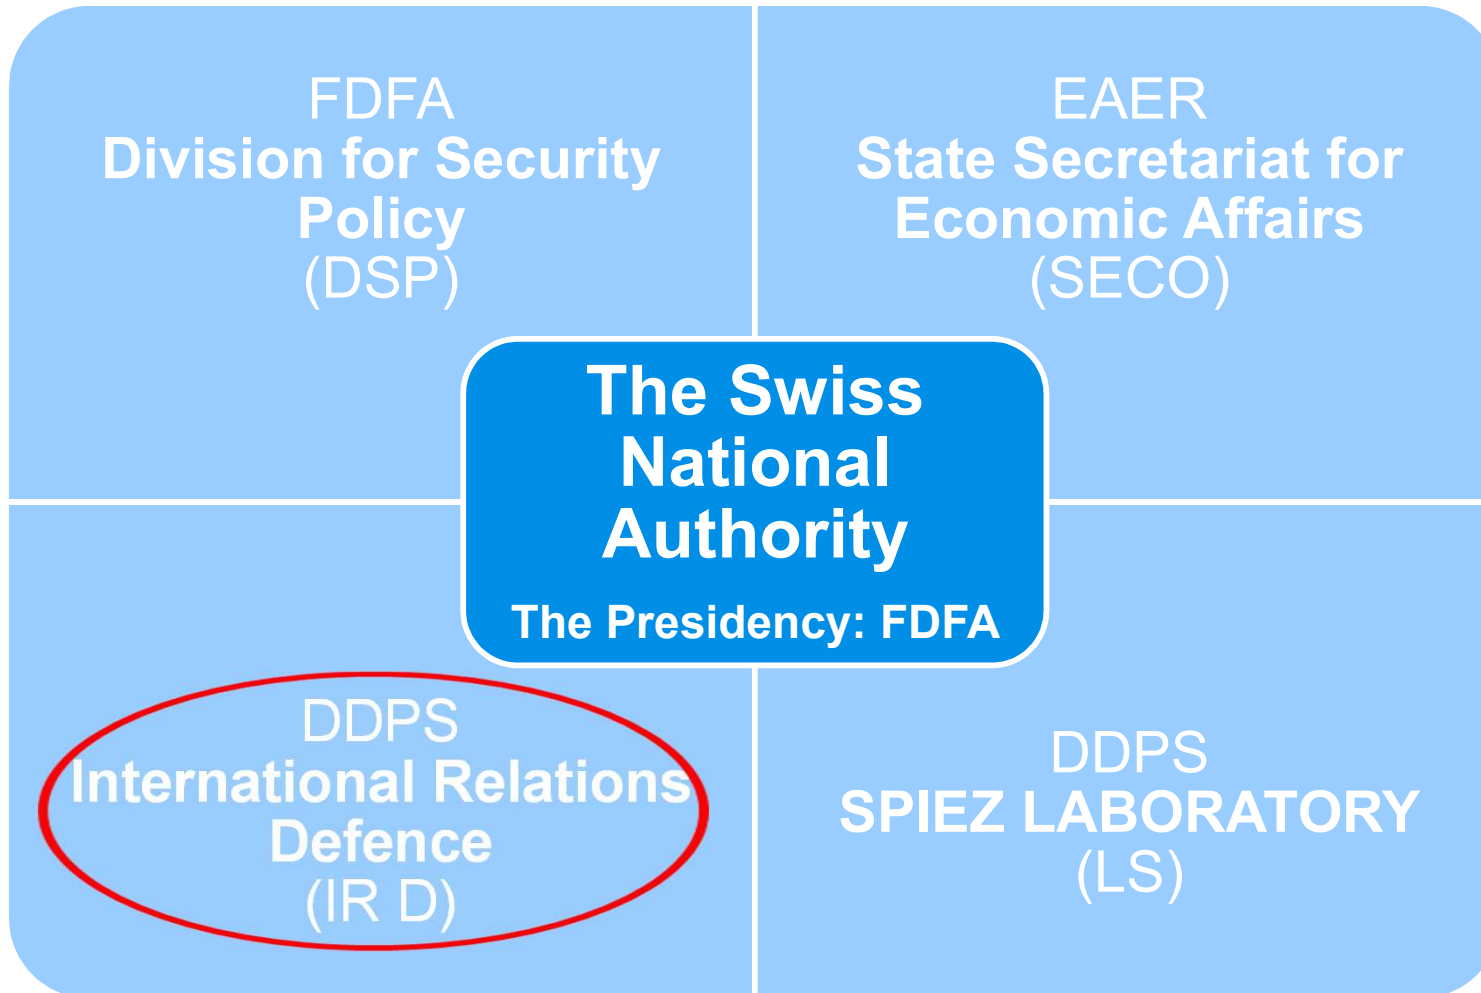 FDFA
Division for Security
Policy
(DSP)
EAER
State Secretariat for
Economic Affairs
(SECO)
The Swiss
National
Authority
The Presidency: FDFA
DDPS
International Relations
Defence
(IR D)
DDPS
SPIEZ LABORATORY
(LS)